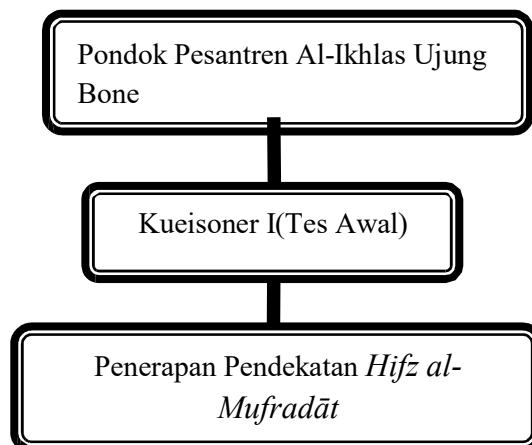 Pondok Pesantren Al-Ikhlas Ujung
Bone
Kueisoner I(Tes Awal)
Penerapan Pendekatan Hifz al-
Mufradāt